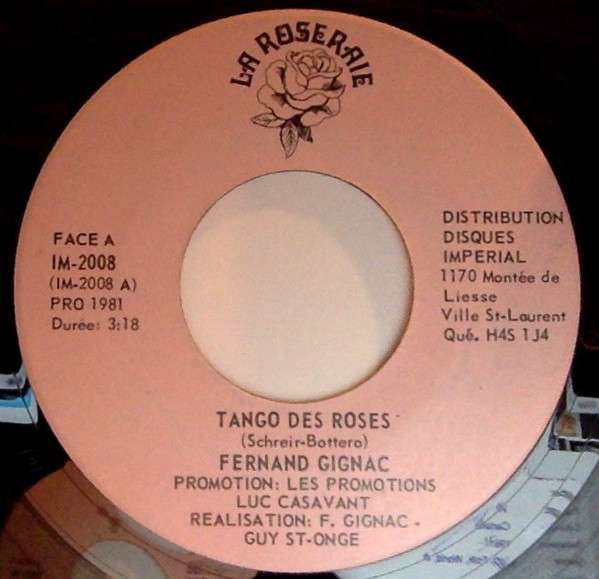 LA ROSERAIE
FACE A
IM-2008
(IM-2008 A)
PRO 1981
Durée: 3:18
DISTRIBUTION
DISQUES
IMPERIAL
1170 Montée de
Liesse
Ville St-Laurent
Qué. H4S 1J4
TANGO DES ROSES
(Schreir-Bottero)
FERNAND GIGNAC
PROMOTION: LES PROMOTIONS
LUC CASAVANT
REALISATION: F. GIGNAC -
GUY ST-ONGE